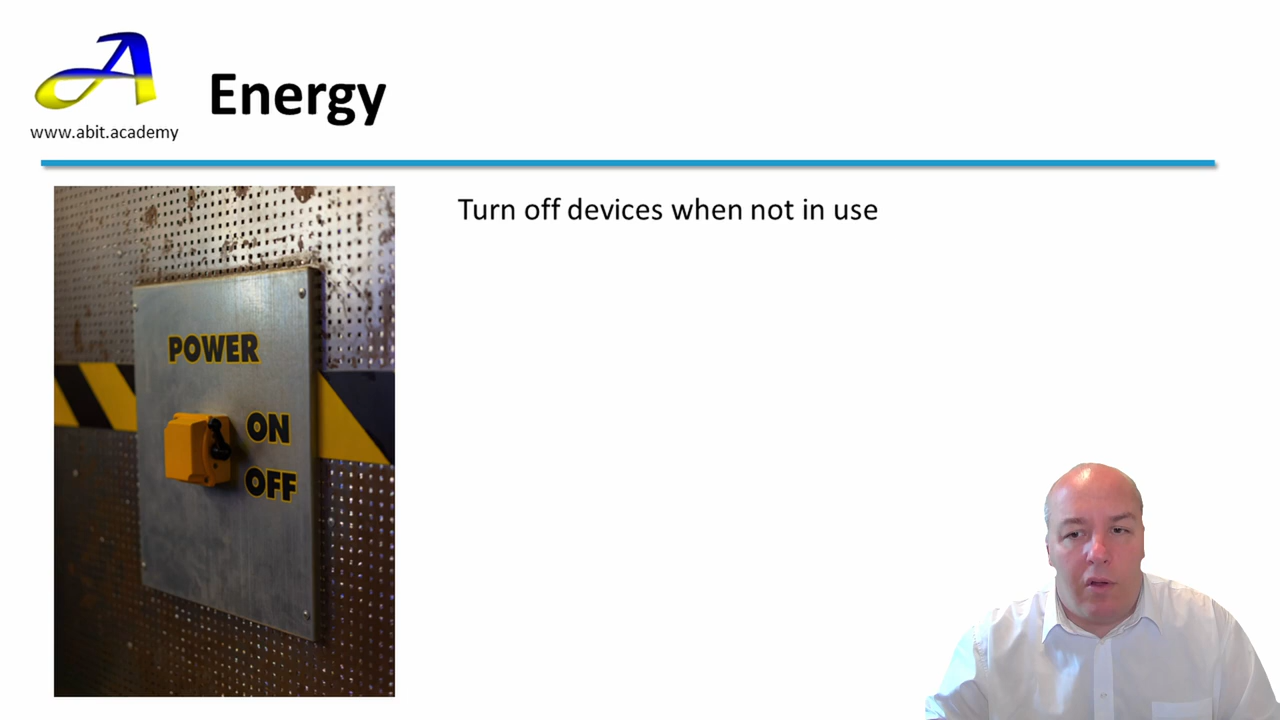 Energy
www.abit.academy
Turn off devices when not in use
POWER
ON
OFF